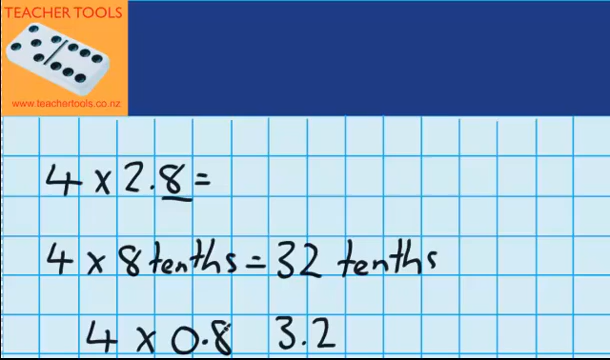 TEACHER TOOLS
www.teachertools.co.nz
4 × 2.8 =
4 × 8 tenths = 32 tenths
4 × 0.8 3.2